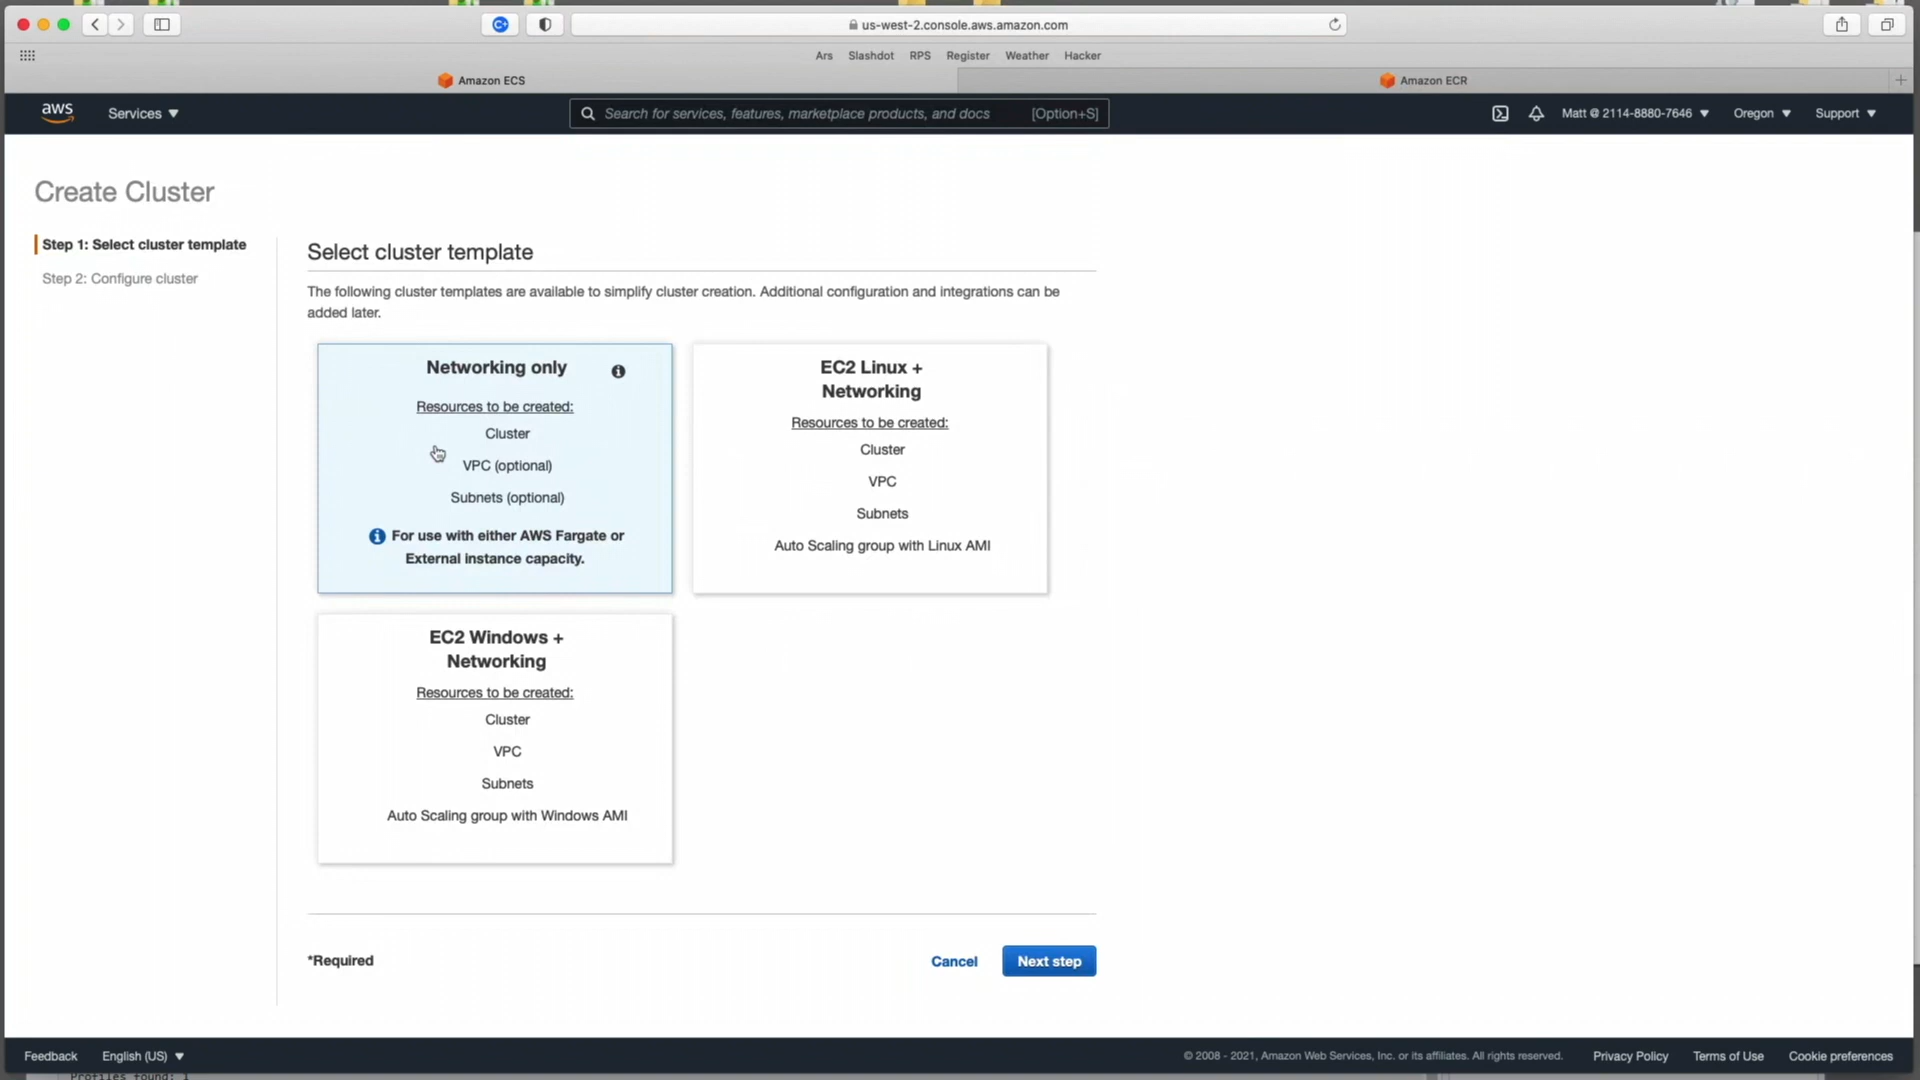 us-west-2.console.aws.amazon.com
Ars Slashdot RPS Register Weather Hacker
Amazon ECS
Amazon ECR
aws
Services
Search for services, features, marketplace products, and docs [Option+S]
Matt @ 2114-8880-7646
Oregon
Support
Create Cluster
Step 1: Select cluster template
Step 2: Configure cluster
Select cluster template
The following cluster templates are available to simplify cluster creation. Additional configuration and integrations can be
added later.
Networking only
Resources to be created:
Cluster
VPC (optional)
Subnets (optional)
For use with either AWS Fargate or
External instance capacity.
EC2 Linux +
Networking
Resources to be created:
Cluster
VPC
Subnets
Auto Scaling group with Linux AMI
EC2 Windows +
Networking
Resources to be created:
Cluster
VPC
Subnets
Auto Scaling group with Windows AMI
*Required
Cancel
Next step
Feedback
English (US)
© 2008 - 2021, Amazon Web Services, Inc. or its affiliates. All rights reserved.
Privacy Policy
Terms of Use
Cookie preferences
Profiles found: 1